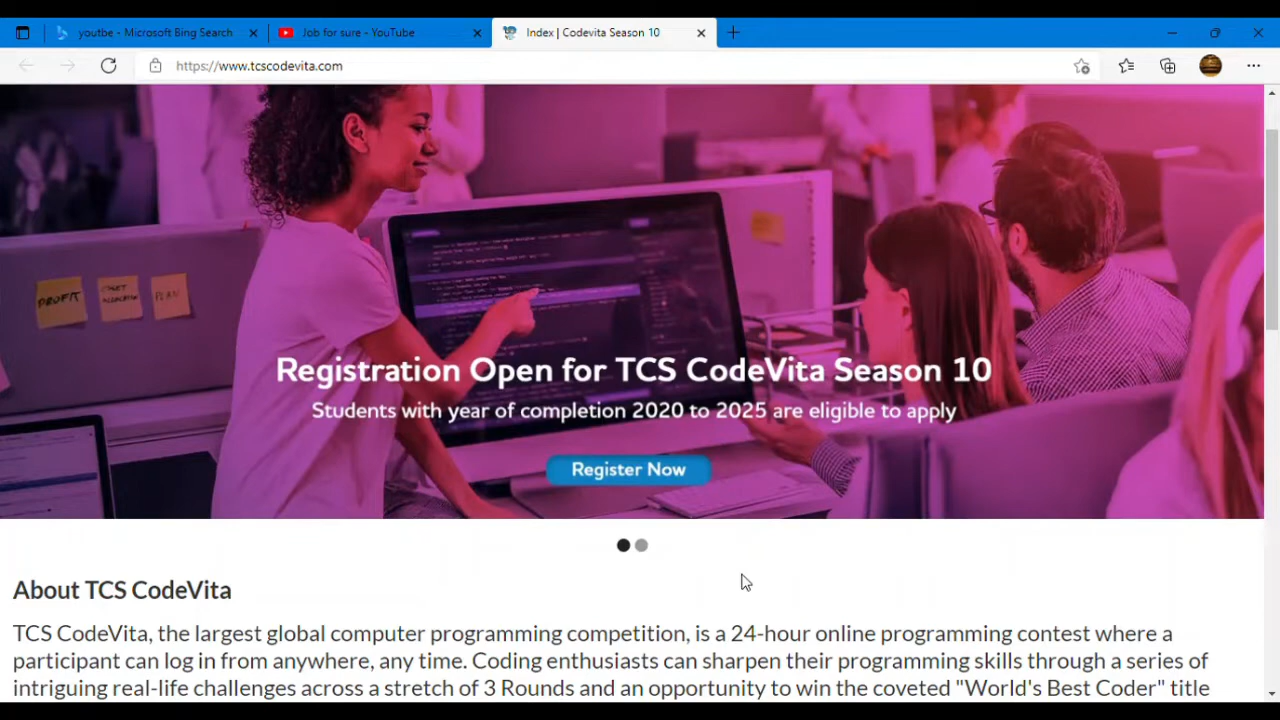 youtbe - Microsoft Bing Search
Job for sure - YouTube
Index | Codevita Season 10
https://www.tcscodevita.com
PROFIT
PLAN
Registration Open for TCS CodeVita Season 10
Students with year of completion 2020 to 2025 are eligible to apply
Register Now
About TCS CodeVita
TCS CodeVita, the largest global computer programming competition, is a 24-hour online programming contest where a
participant can log in from anywhere, any time. Coding enthusiasts can sharpen their programming skills through a series of
intriguing real-life challenges across a stretch of 3 Rounds and an opportunity to win the coveted "World's Best Coder" title